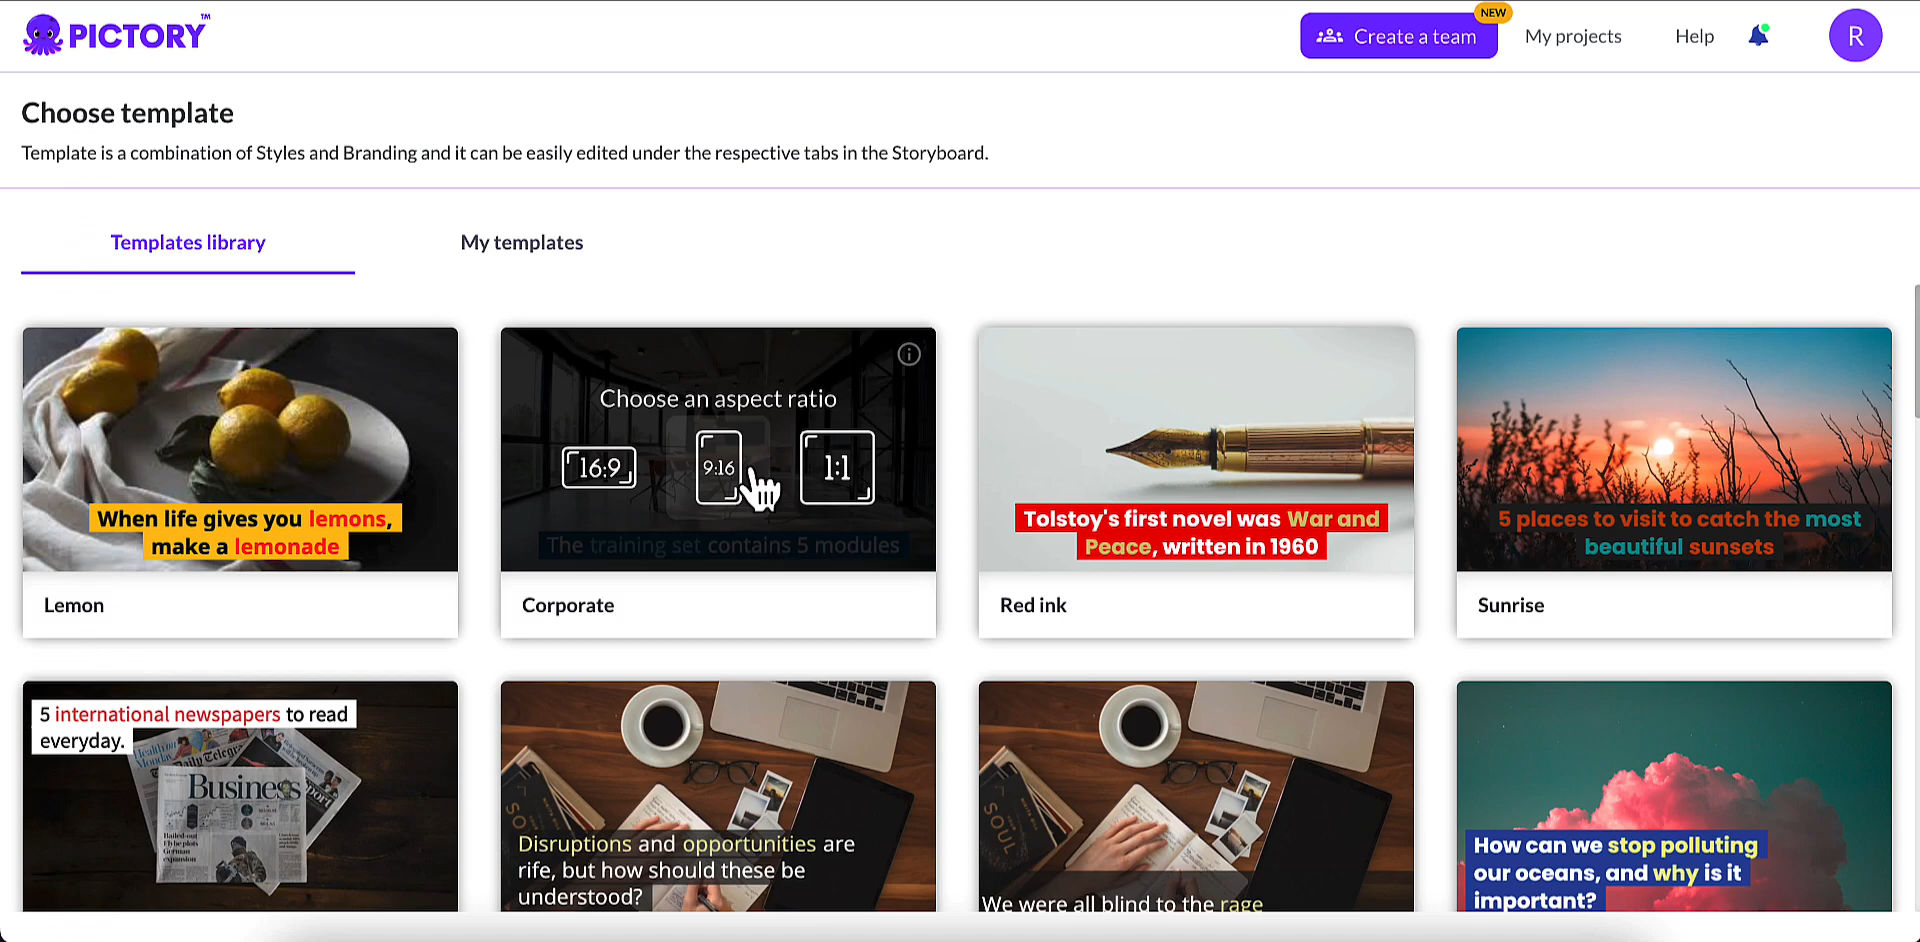 PICTORY™
NEW
Create a team
My projects
Help
R
Choose template
Template is a combination of Styles and Branding and it can be easily edited under the respective tabs in the Storyboard.
Templates library
My templates
When life gives you lemons,
make a lemonade
Lemon
Choose an aspect ratio
16:9
9:16
1:1
The training set contains 5 modules
Corporate
Tolstoy's first novel was War and
Peace, written in 1960
Red ink
5 places to visit to catch the most
beautiful sunsets
Sunrise
5 international newspapers to read
everyday.
Business
Disruptions and opportunities are
rife, but how should these be
understood?
SOUL
We were all blind to the rage
How can we stop polluting
our oceans, and why is it
important?